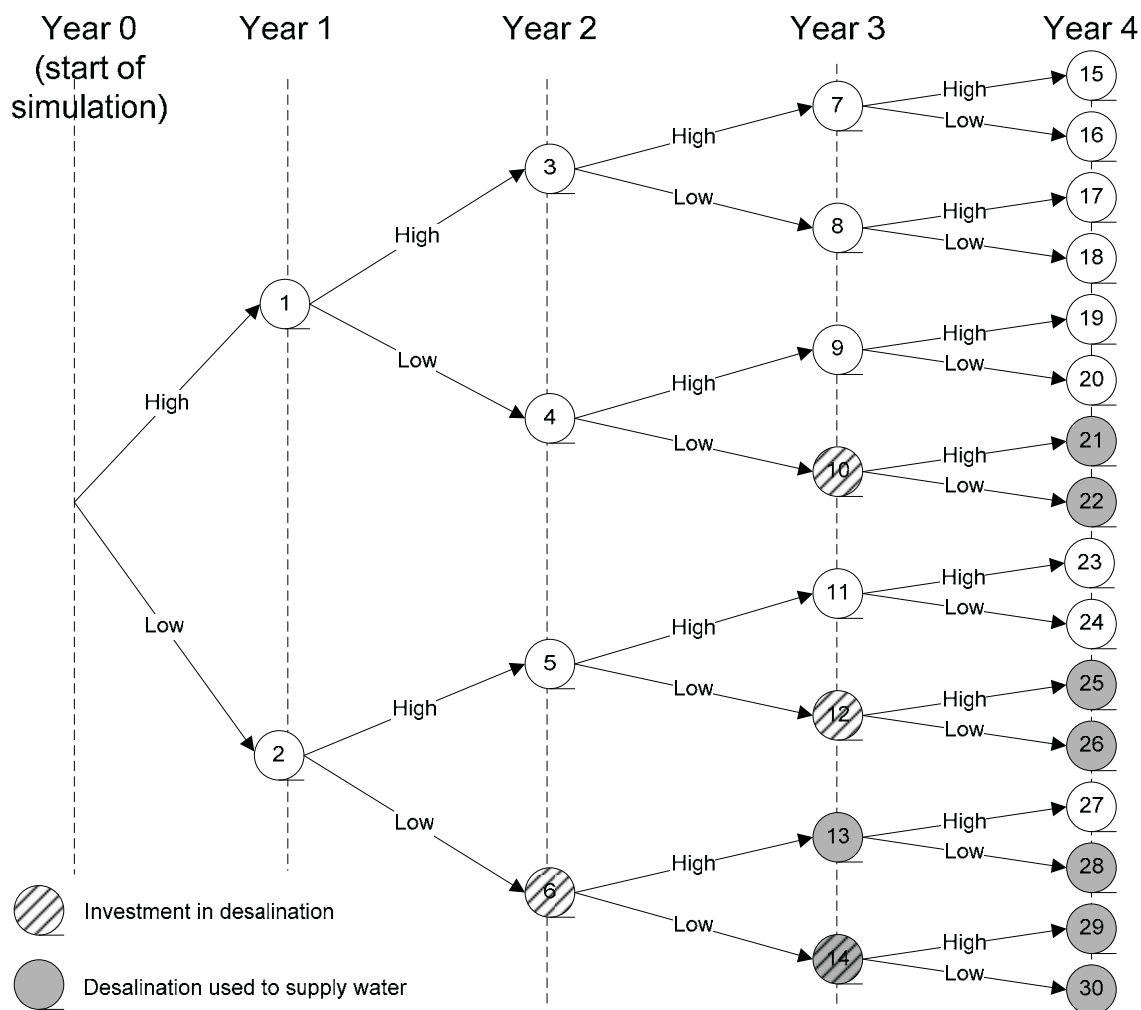 Year 0
(start of
simulation)
Year 1
Year 2
Year 3
Year 4
High
Low
1
2
High
Low
High
Low
3
4
5
6
High
Low
High
Low
High
Low
High
Low
7
8
9
10
11
12
13
14
High
Low
High
Low
High
Low
High
Low
High
Low
High
Low
High
Low
High
Low
15
16
17
18
19
20
21
22
23
24
25
26
27
28
29
30
Investment in desalination
Desalination used to supply water